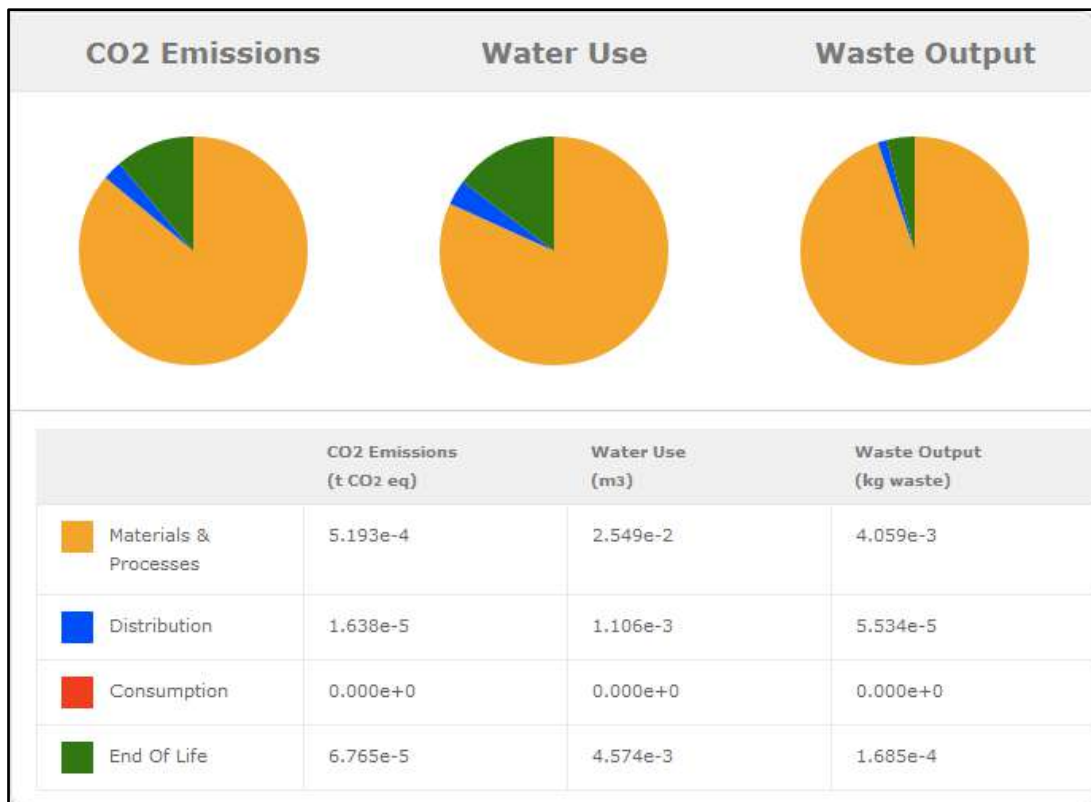 CO2 Emissions Water Use Waste Output
CO2 Emissions Water Use Waste Output
(t CO2 eq) (m3) (kg waste)
Materials & 5.193e-4 2.549e-2 4.059e-3
Processes
Distribution 1.638e-5 1.106e-3 5.534e-5
Consumption 0.000e+0 0.000e+0 0.000e+0
End Of Life 6.765e-5 4.574e-3 1.685e-4